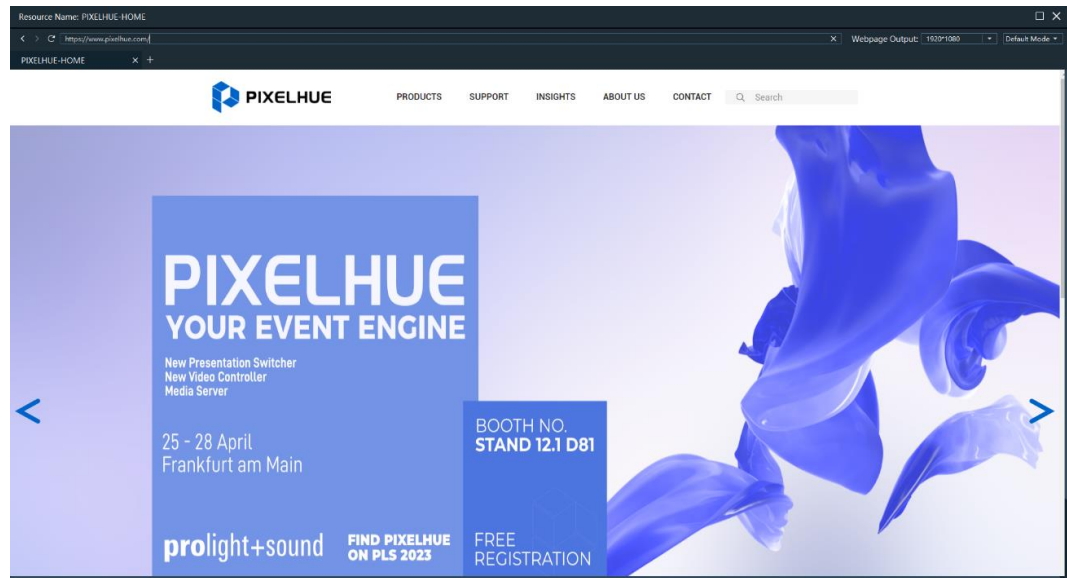 Resource Name: PIXELHUE-HOME
https://www.pixelhue.com/
Webpage Output: 1920*1080 Default Mode
PIXELHUE-HOME
PIXELHUE PRODUCTS SUPPORT INSIGHTS ABOUT US CONTACT Search
PIXELHUE
YOUR EVENT ENGINE
New Presentation Switcher
New Video Controller
Media Server
25 - 28 April
Frankfurt am Main
BOOTH NO.
STAND 12.1 D81
prolight+sound
FIND PIXELHUE
ON PLS 2023
FREE
REGISTRATION